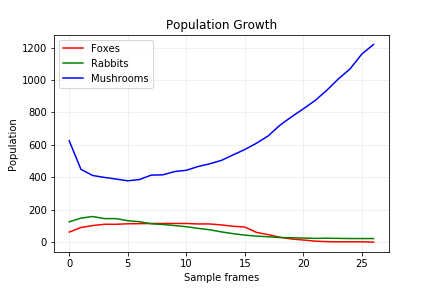 Population Growth
Foxes
Rabbits
Mushrooms
1200
1000
800
600
400
200
0
Population
0 5 10 15 20 25
Sample frames